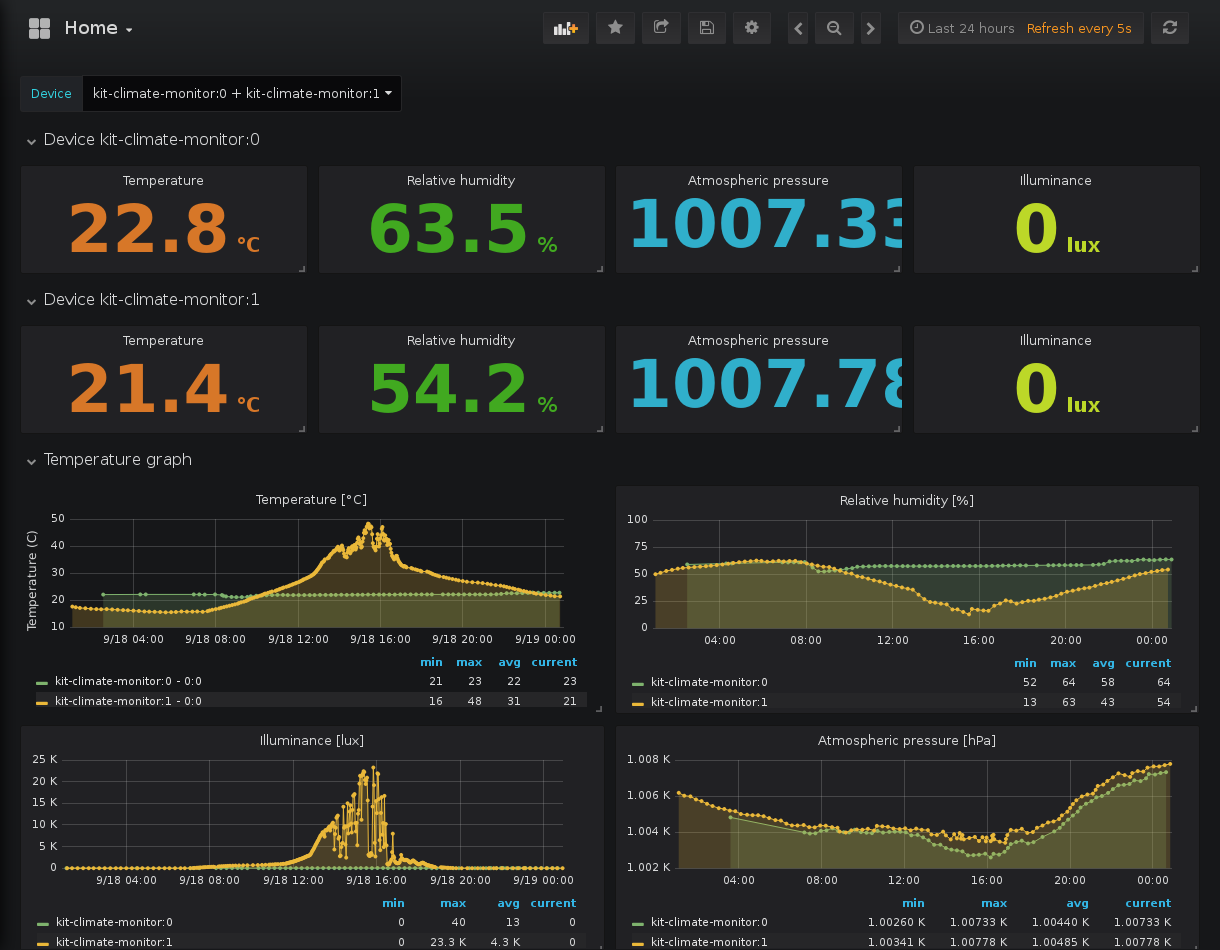 Home
Last 24 hours Refresh every 5s
Device kit-climate-monitor:0 + kit-climate-monitor:1
Device kit-climate-monitor:0
Temperature Relative humidity Atmospheric pressure Illuminance
22.8 °C 63.5 % 1007.33 0 lux
Device kit-climate-monitor:1
Temperature Relative humidity Atmospheric pressure Illuminance
21.4 °C 54.2 % 1007.78 0 lux
Temperature graph
Temperature [°C]
Temperature (C)
50
40
30
20
10
9/18 04:00 9/18 08:00 9/18 12:00 9/18 16:00 9/18 20:00 9/19 00:00
min max avg current
kit-climate-monitor:0 - 0:0 21 23 22 23
kit-climate-monitor:1 - 0:0 16 48 31 21
Relative humidity [%]
100
75
50
25
0
04:00 08:00 12:00 16:00 20:00 00:00
min max avg current
kit-climate-monitor:0 52 64 58 64
kit-climate-monitor:1 13 63 43 54
Illuminance [lux]
25 K
20 K
15 K
10 K
5 K
0
9/18 04:00 9/18 08:00 9/18 12:00 9/18 16:00 9/18 20:00 9/19 00:00
min max avg current
kit-climate-monitor:0 0 40 13 0
kit-climate-monitor:1 0 23.3 K 4.3 K 0
Atmospheric pressure [hPa]
1.008 K
1.006 K
1.004 K
1.002 K
04:00 08:00 12:00 16:00 20:00 00:00
min max avg current
kit-climate-monitor:0 1.00260 K 1.00733 K 1.00440 K 1.00733 K
kit-climate-monitor:1 1.00341 K 1.00778 K 1.00485 K 1.00778 K